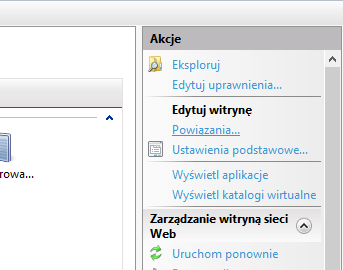 Akcje
Eksploruj
Edytuj uprawnienia...
Edytuj witrynę
Powiązania...
Ustawienia podstawowe...
Wyświetl aplikacje
Wyświetl katalogi wirtualne
Zarządzanie witryną sieci
Web
Uruchom ponownie
rowa...